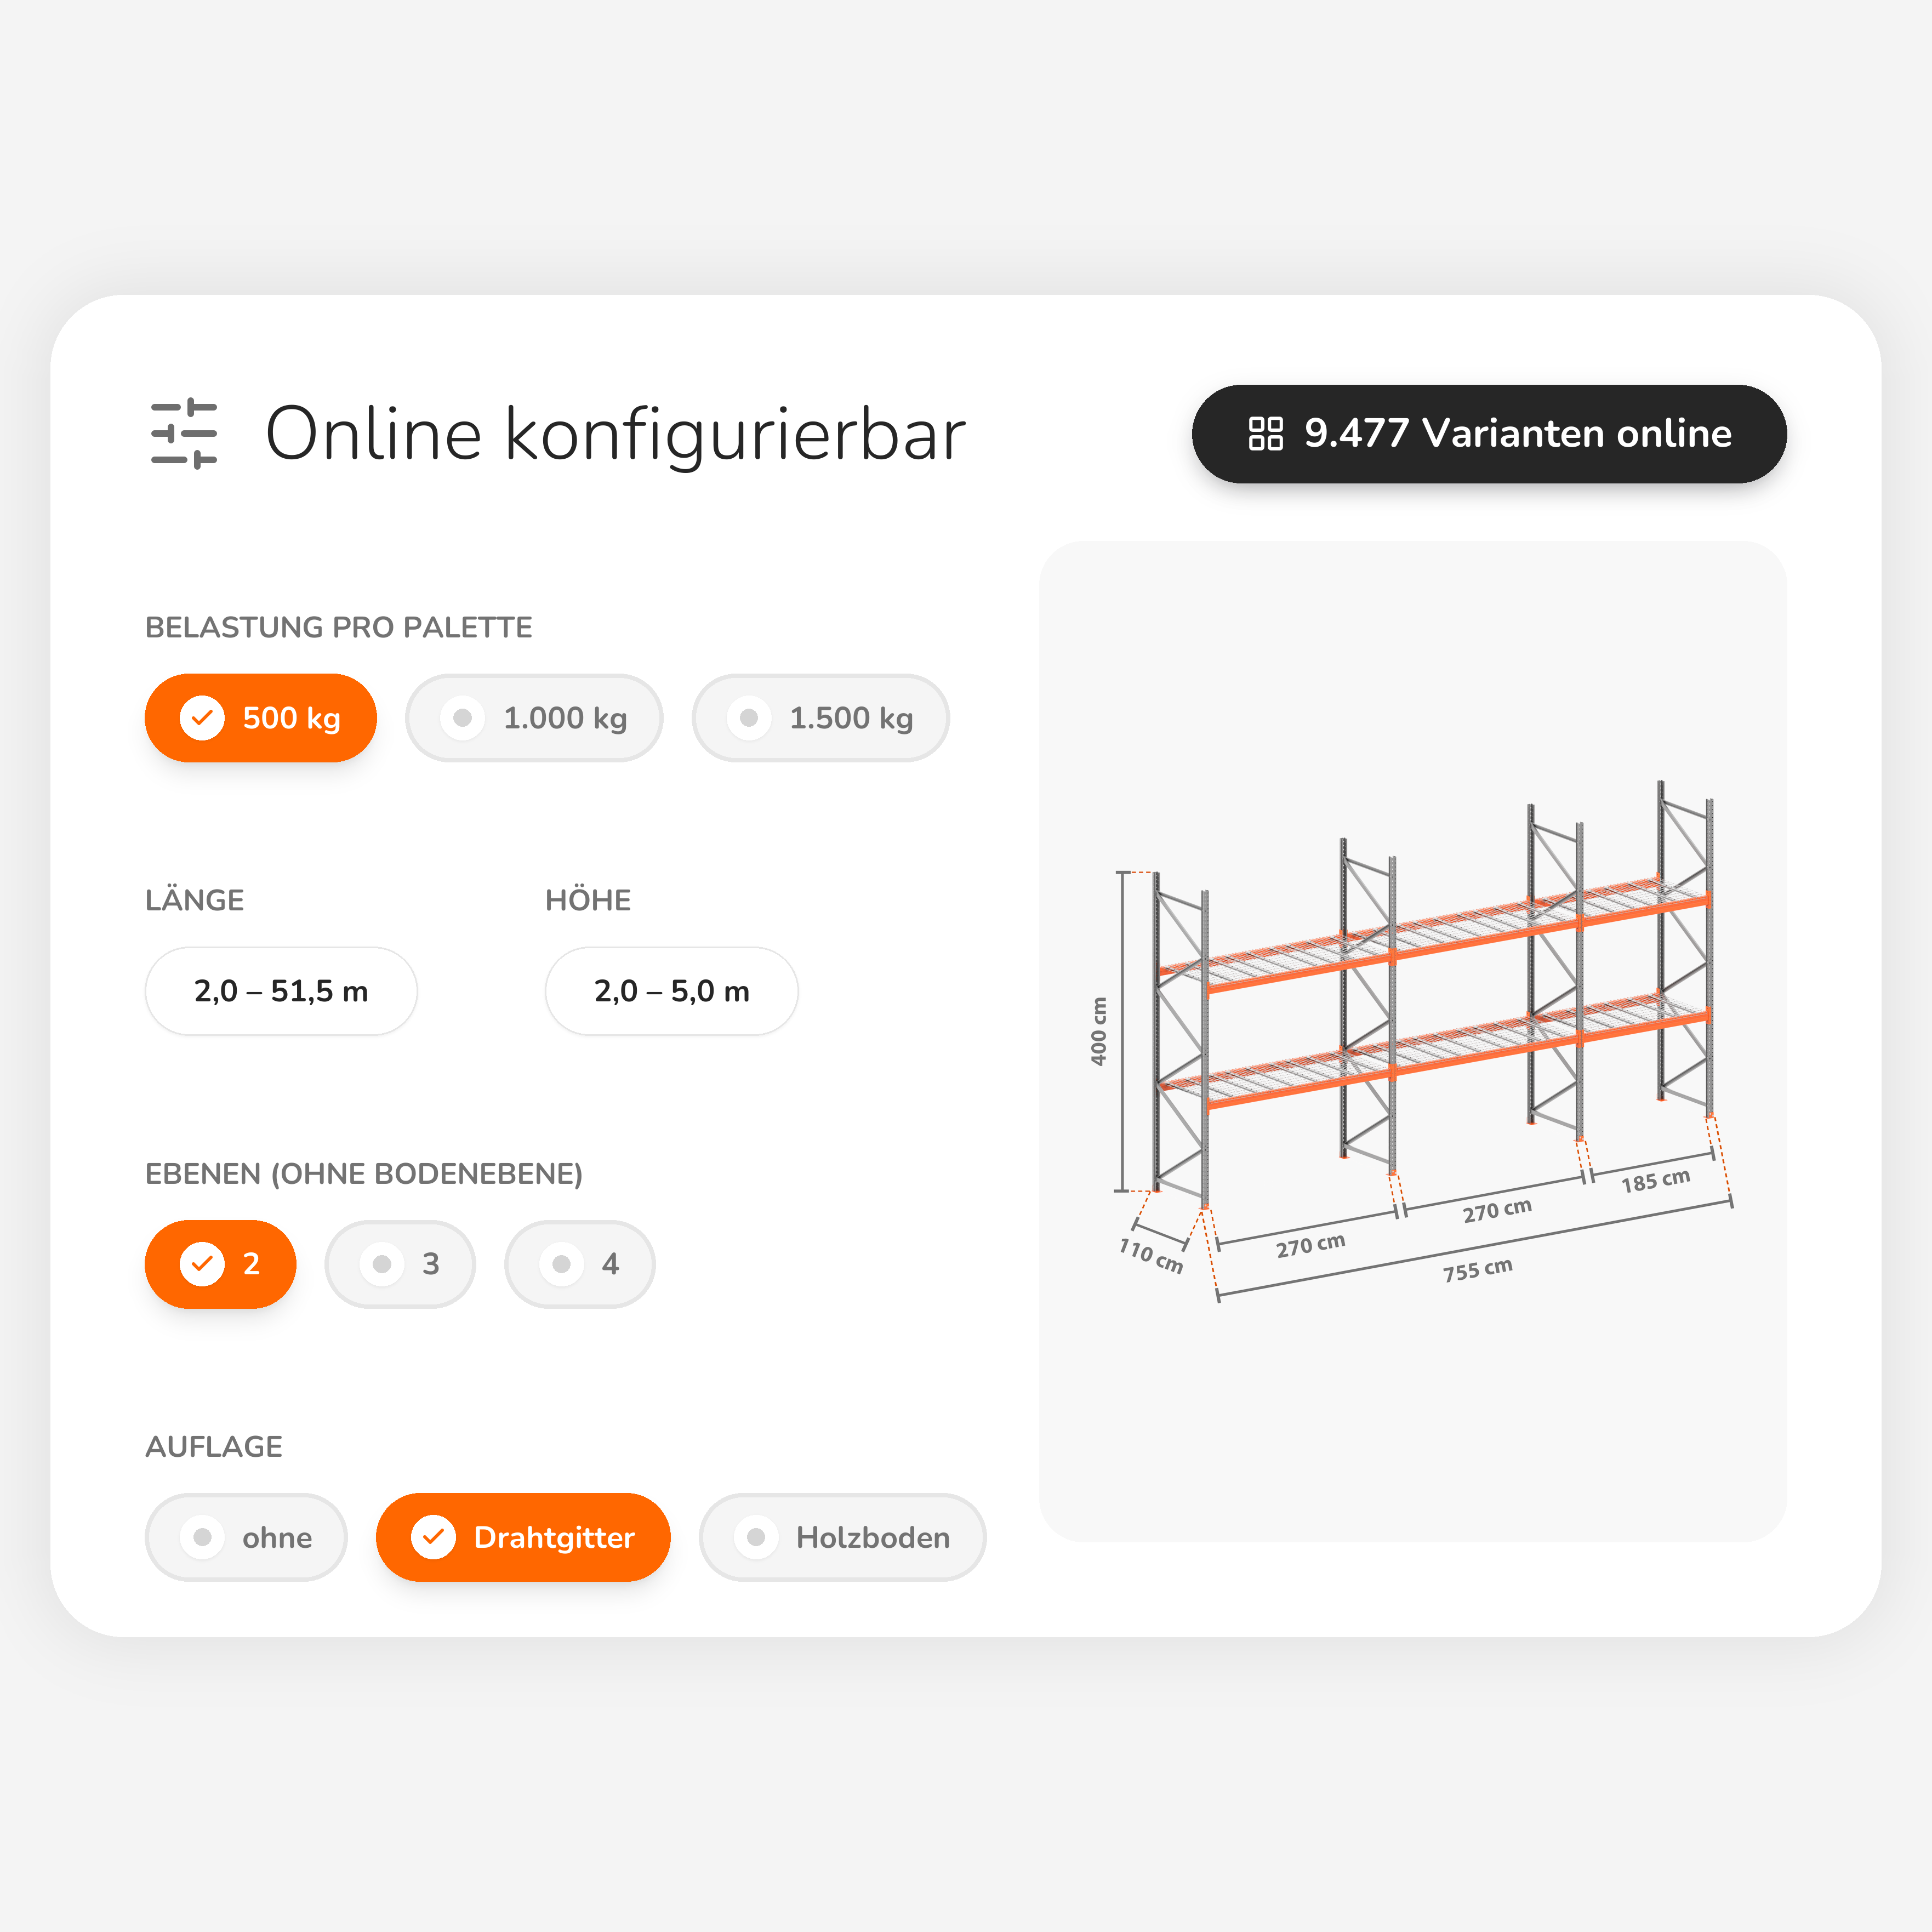 Online konfigurierbar
9.477 Varianten online
BELASTUNG PRO PALETTE
500 kg
1.000 kg
1.500 kg
LÄNGE
HÖHE
2,0 – 51,5 m
2,0 – 5,0 m
EBENEN (OHNE BODENEBENE)
2
3
4
AUFLAGE
ohne
Drahtgitter
Holzboden
400 cm
110 cm
270 cm
270 cm
185 cm
755 cm